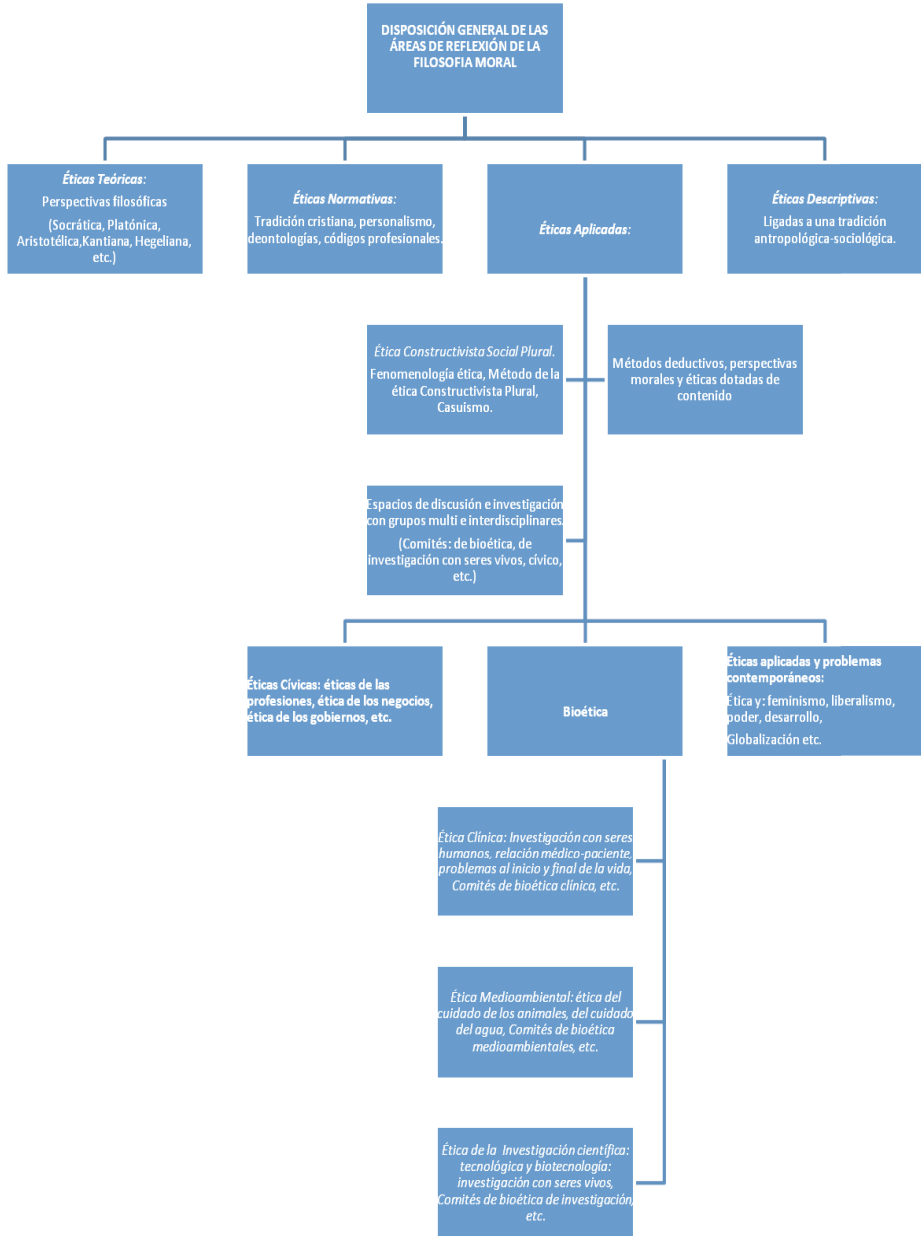 DISPOSICIÓN GENERAL DE LAS
ÁREAS DE REFLEXIÓN DE LA
FILOSOFIA MORAL
Éticas Teóricas:
Perspectivas filosóficas
(Socrática, Platónica,
Aristotélica,Kantiana, Hegeliana,
etc.)
Éticas Normativas:
Tradición cristiana, personalismo,
deontologías, códigos profesionales.
Éticas Aplicadas:
Éticas Descriptivas:
Ligadas a una tradición
antropológica-sociológica.
Ética Constructivista Social Plural.
Fenomenología ética, Método de la
ética Constructivista Plural,
Casuismo.
Métodos deductivos, perspectivas
morales y éticas dotadas de
contenido
Espacios de discusión e investigación
con grupos multi e interdisciplinares.
(Comités: de bioética, de
investigación con seres vivos, cívico,
etc.)
Éticas Cívicas: éticas de las
profesiones, ética de los negocios,
ética de los gobiernos, etc.
Bioética
Éticas aplicadas y problemas
contemporáneos:
Ética y: feminismo, liberalismo,
poder, desarrollo,
Globalización etc.
Ética Clínica: Investigación con seres
humanos, relación médico-paciente,
problemas al inicio y final de la vida,
Comités de bioética clínica, etc.
Ética Medioambiental: ética del
cuidado de los animales, del cuidado
del agua, Comités de bioética
medioambientales, etc.
Ética de la Investigación científica:
tecnológica y biotecnología:
investigación con seres vivos,
Comités de bioética de investigación,
etc.